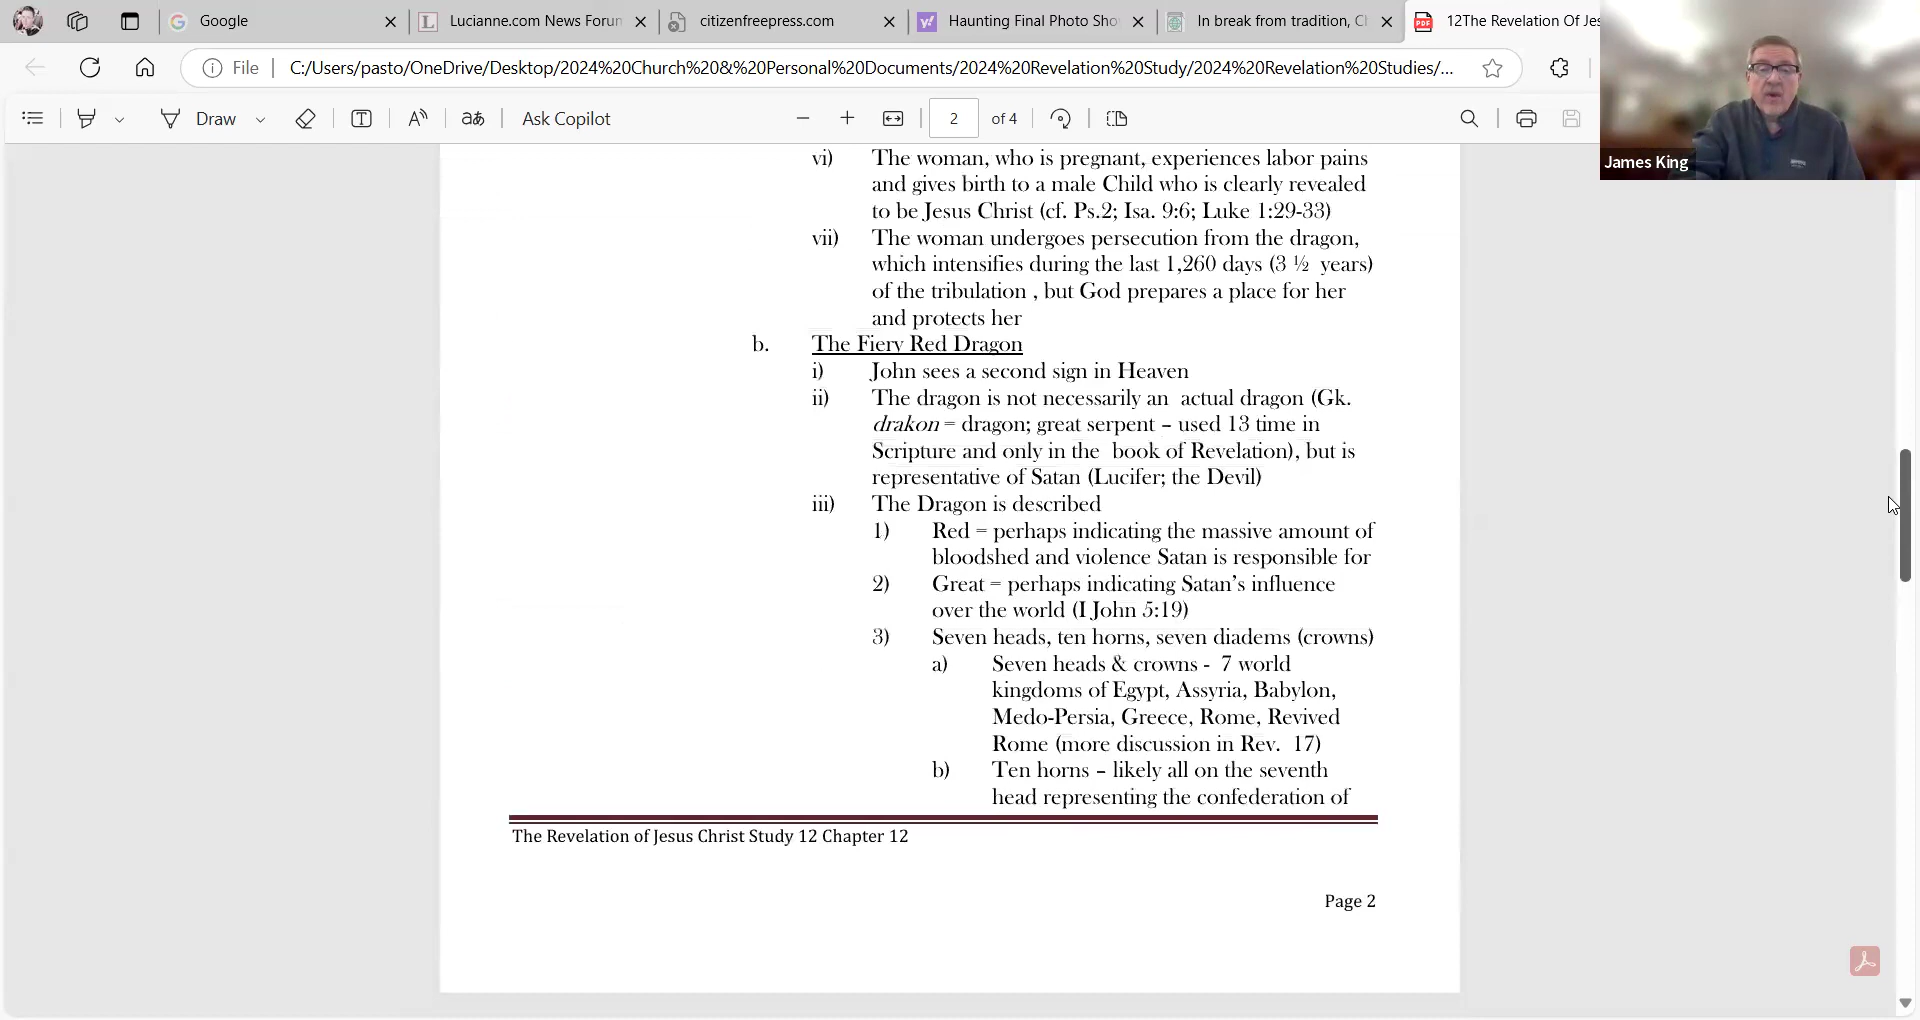 Google
Lucianne.com News Forun
citizenfreepress.com
Haunting Final Photo Sho
In break from tradition, Cl
12The Revelation Of Jes
File
C:/Users/pasto/OneDrive/Desktop/2024%20Church%20&%20Personal%20Documents/2024%20Revelation%20Study/2024%20Revelation%20Studies/...
Draw
Ask Copilot
2
of 4
James King
vi) The woman, who is pregnant, experiences labor pains
and gives birth to a male Child who is clearly revealed
to be Jesus Christ (cf. Ps.2; Isa. 9:6; Luke 1:29-33)
vii) The woman undergoes persecution from the dragon,
which intensifies during the last 1,260 days (3 ½ years)
of the tribulation , but God prepares a place for her
and protects her
b. The Fiery Red Dragon
i) John sees a second sign in Heaven
ii) The dragon is not necessarily an actual dragon (Gk.
drakon = dragon; great serpent – used 13 time in
Scripture and only in the book of Revelation), but is
representative of Satan (Lucifer; the Devil)
iii) The Dragon is described
1) Red = perhaps indicating the massive amount of
bloodshed and violence Satan is responsible for
2) Great = perhaps indicating Satan’s influence
over the world (I John 5:19)
3) Seven heads, ten horns, seven diadems (crowns)
a) Seven heads & crowns - 7 world
kingdoms of Egypt, Assyria, Babylon,
Medo-Persia, Greece, Rome, Revived
Rome (more discussion in Rev. 17)
b) Ten horns – likely all on the seventh
head representing the confederation of
The Revelation of Jesus Christ Study 12 Chapter 12
Page 2